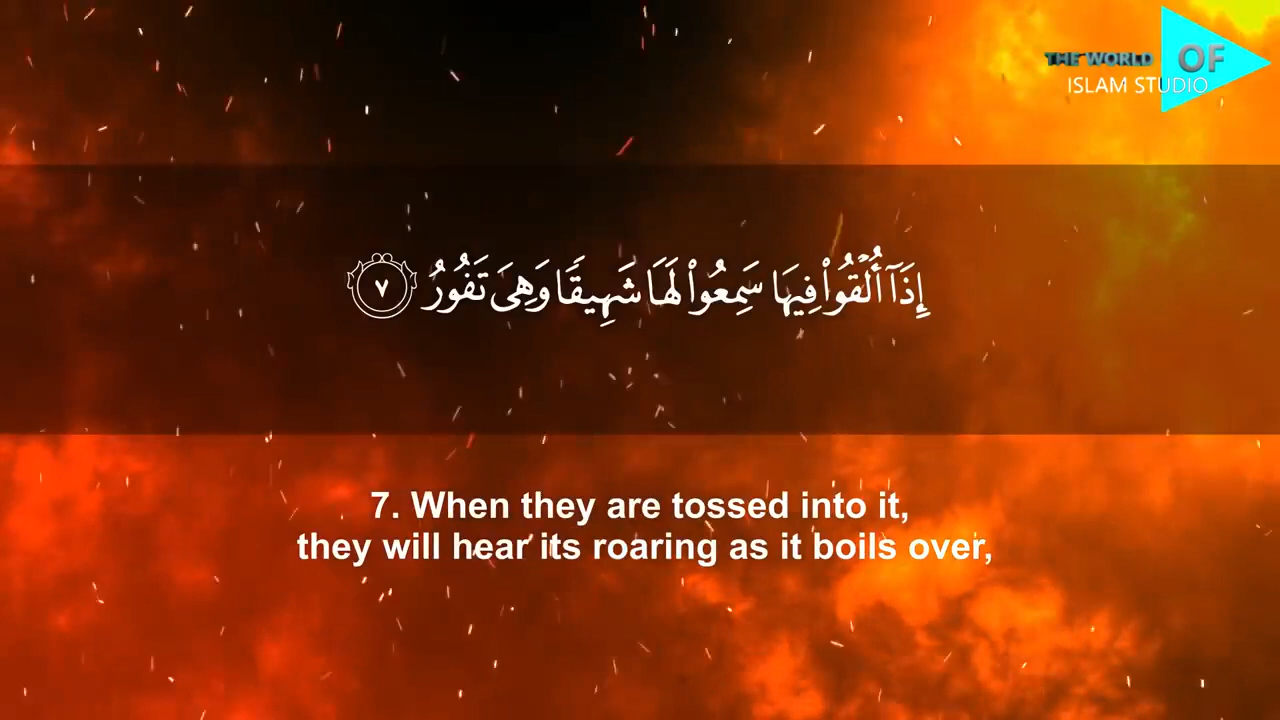 THE WORLD OF
ISLAM STUDIO
إِذَآ أُلْقُوا۟ فِيهَا سَمِعُوا۟ لَهَا شَهِيقًا وَهِىَ تَفُورُ ٧
7. When they are tossed into it,
they will hear its roaring as it boils over,